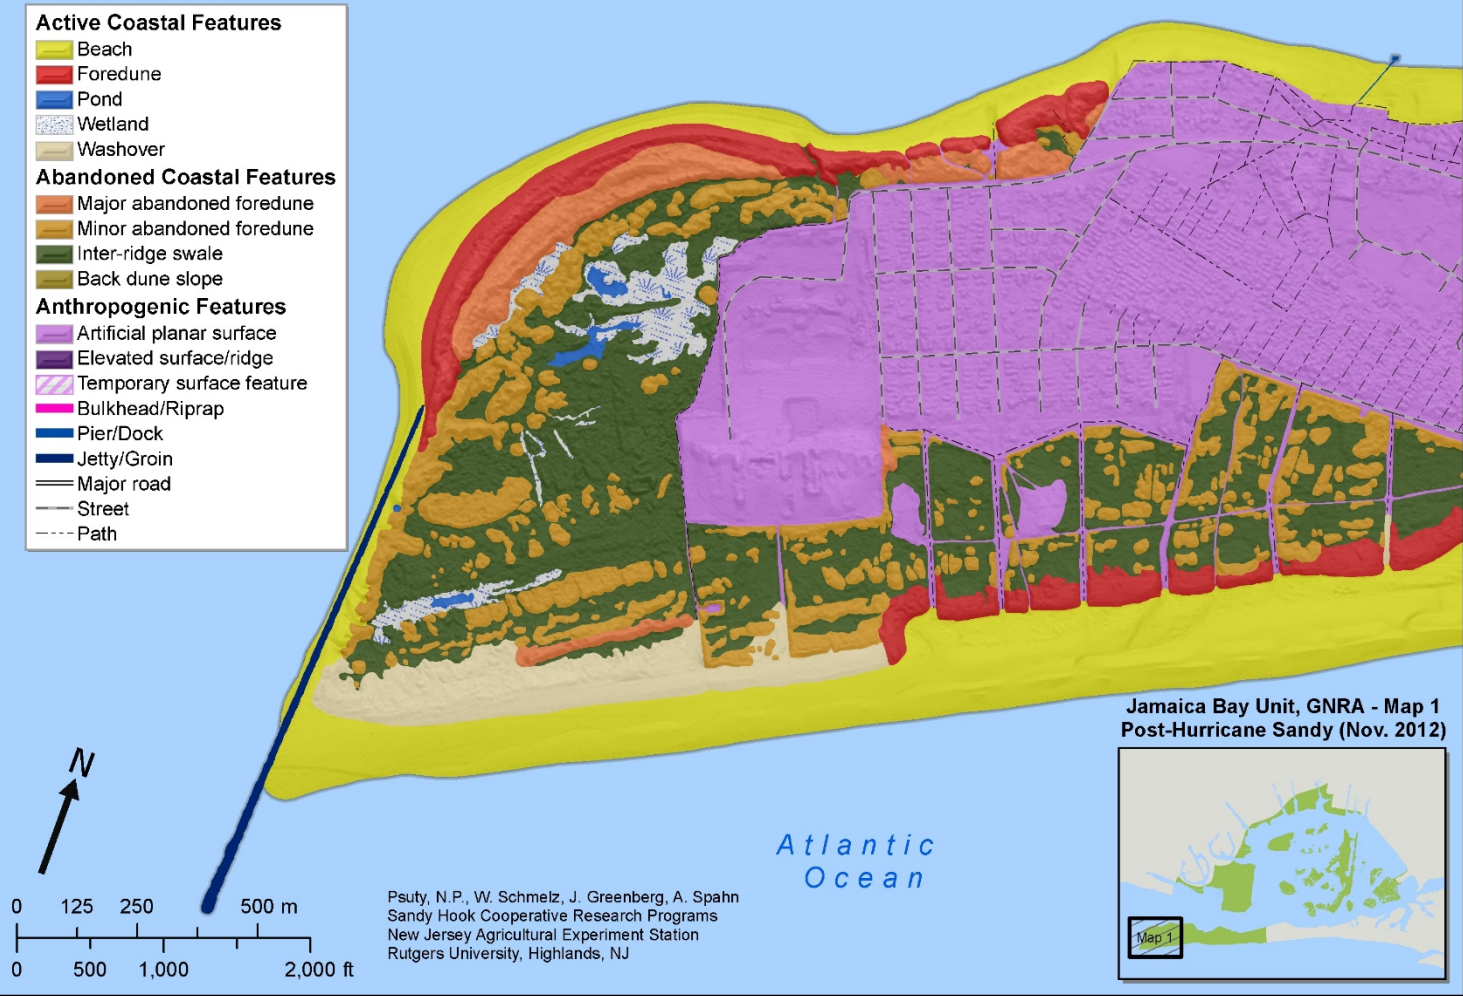 Active Coastal Features
Beach
Foredune
Pond
Wetland
Washover
Abandoned Coastal Features
Major abandoned foredune
Minor abandoned foredune
Inter-ridge swale
Back dune slope
Anthropogenic Features
Artificial planar surface
Elevated surface/ridge
Temporary surface feature
Bulkhead/Riprap
Pier/Dock
Jetty/Groin
Major road
Street
Path
N
0 125 250 500 m
0 500 1,000 2,000 ft
Psuty, N.P., W. Schmelz, J. Greenberg, A. Spahn
Sandy Hook Cooperative Research Programs
New Jersey Agricultural Experiment Station
Rutgers University, Highlands, NJ
Atlantic
Ocean
Jamaica Bay Unit, GNRA - Map 1
Post-Hurricane Sandy (Nov. 2012)
Map 1